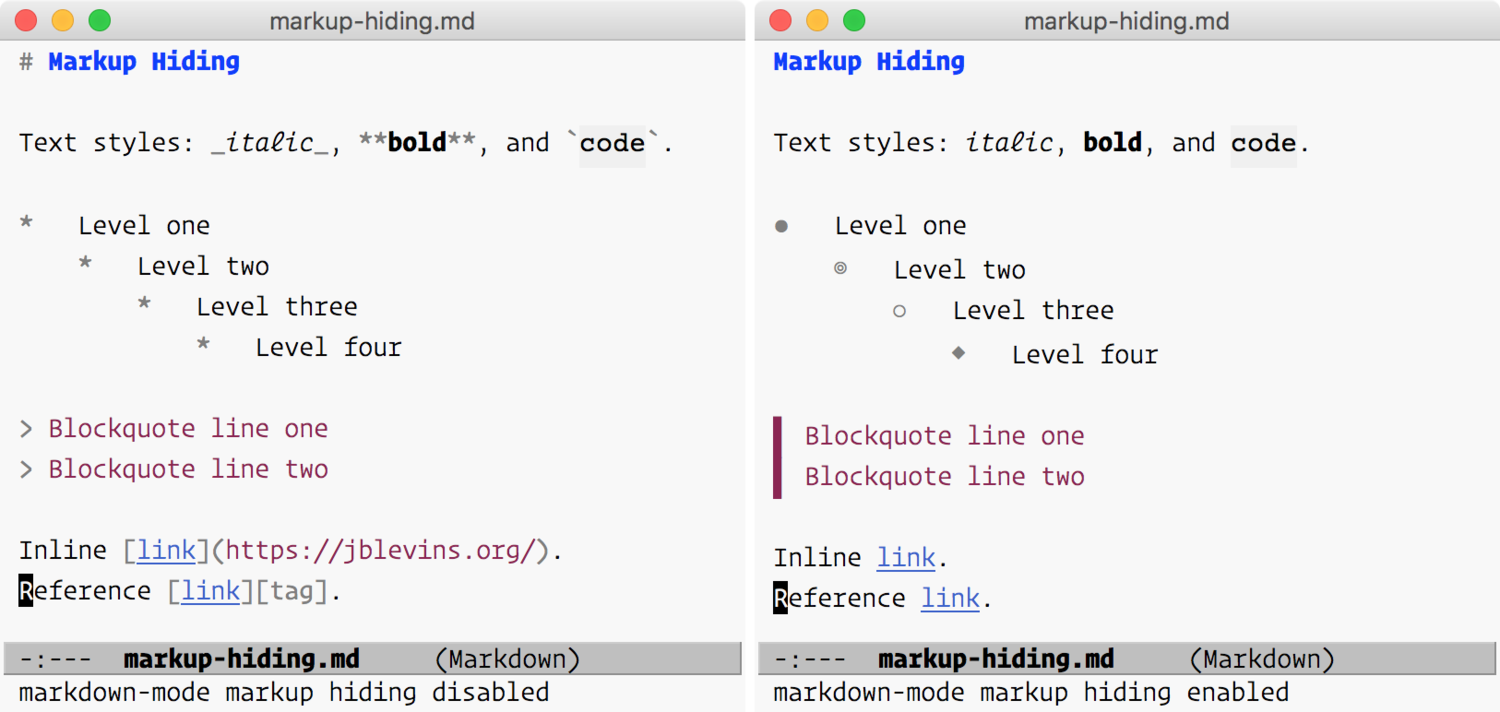 markup-hiding.md
# Markup Hiding
Text styles: _italic_, **bold**, and `code`.
* Level one
* Level two
* Level three
* Level four
> Blockquote line one
> Blockquote line two
Inline [link](https://jblevins.org/).
Reference [link][tag].
-:--- markup-hiding.md (Markdown)
markdown-mode markup hiding disabled
markup-hiding.md
Markup Hiding
Text styles: italic, bold, and code.
● Level one
◎ Level two
○ Level three
◆ Level four
Blockquote line one
Blockquote line two
Inline link.
Reference link.
-:--- markup-hiding.md (Markdown)
markdown-mode markup hiding enabled